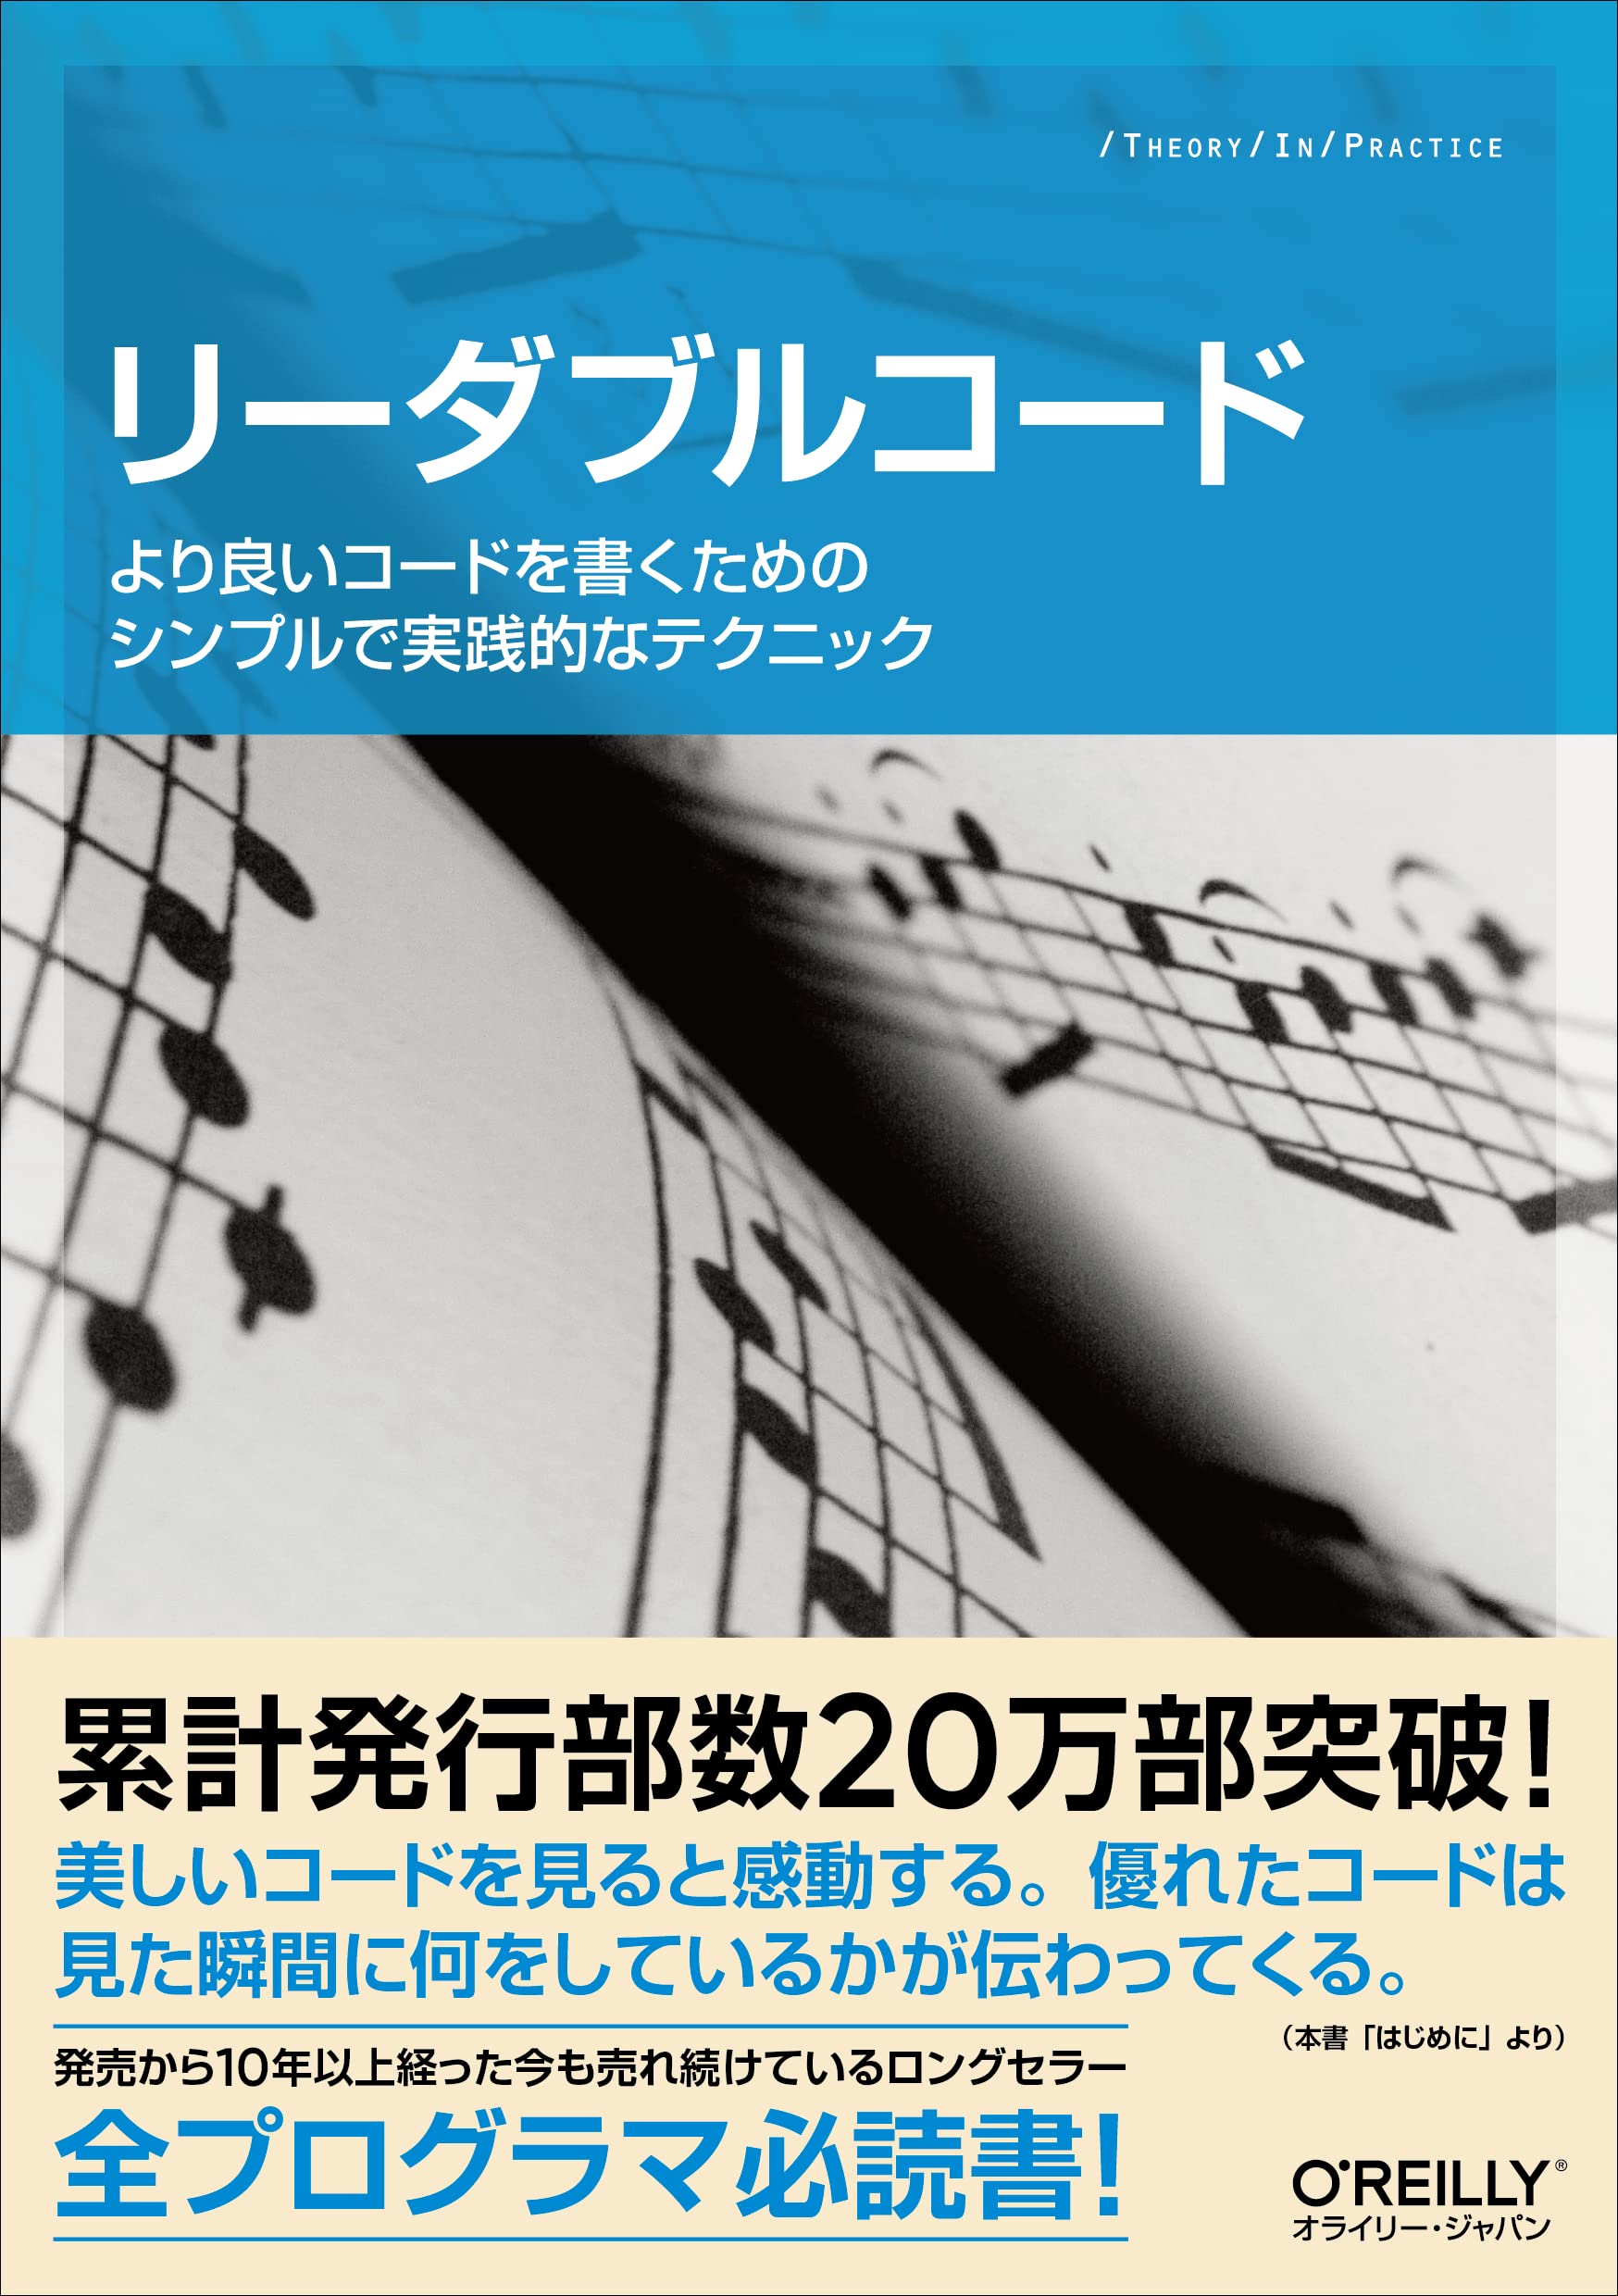 /THEORY/IN/PRACTICE
リーダブルコード
より良いコードを書くための
シンプルで実践的なテクニック
累計発行部数20万部突破!
美しいコードを見ると感動する。優れたコードは
見た瞬間に何をしているかが伝わってくる。
（本書「はじめに」より）
発売から10年以上経った今も売れ続けているロングセラー
全プログラマ必読書!
O'REILLY®
オライリー・ジャパン